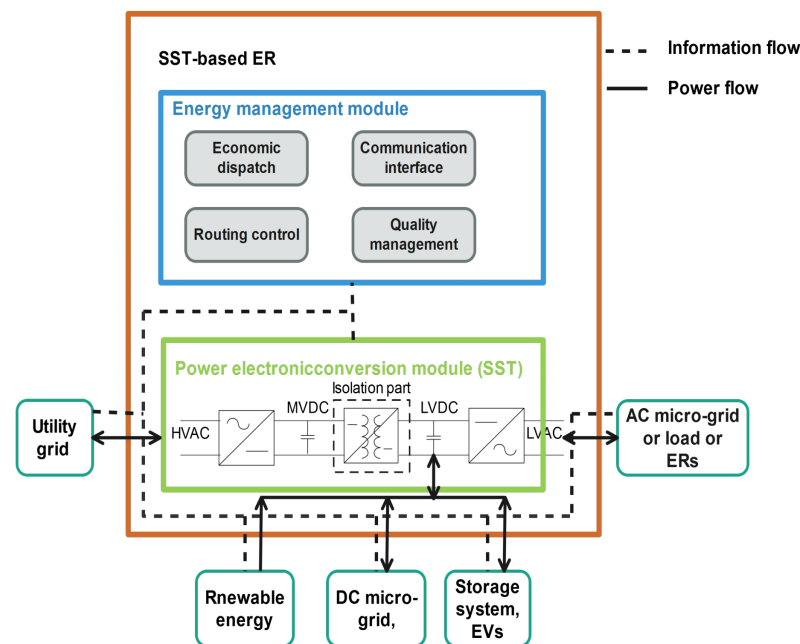 SST-based ER
Information flow
Power flow
Energy management module
Economic
dispatch
Communication
interface
Routing control
Quality
management
Power electronicconversion module (SST)
Isolation part
MVDC
LVDC
HVAC
LVAC
Utility
grid
AC micro-grid
or load or
ERs
Rnewable
energy
DC micro-
grid,
Storage
system,
EVs